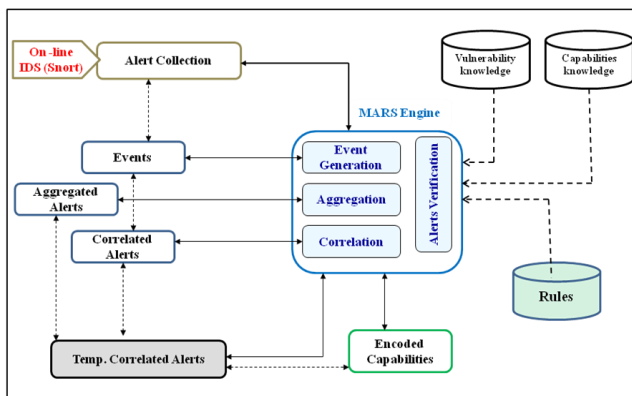 On -line
IDS (Snort)
Alert Collection
Vulnerability
knowledge
Capabilities
knowledge
MARS Engine
Events
Event
Generation
Aggregated
Alerts
Aggregation
Alerts Verification
Correlated
Alerts
Correlation
Rules
Temp. Correlated Alerts
Encoded
Capabilities